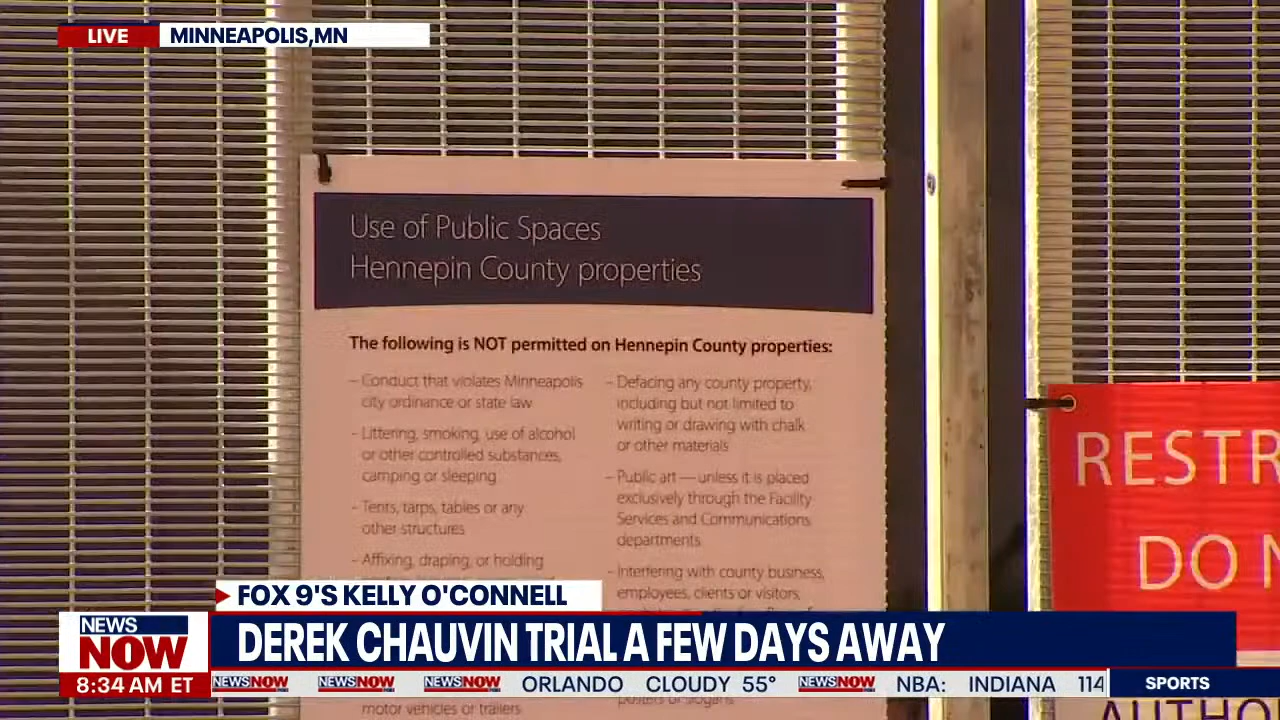 LIVE
MINNEAPOLIS,MN
Use of Public Spaces
Hennepin County properties
The following is NOT permitted on Hennepin County properties:
– Conduct that violates Minneapolis
city ordinance or state law
– Littering, smoking, use of alcohol
or other controlled substances,
camping or sleeping
– Tents, tarps, tables or any
other structures
– Affixing, draping, or holding
motor vehicles or trailers
– Defacing any county property,
including but not limited to
writing or drawing with chalk
or other materials
– Public art — unless it is placed
exclusively through the Facility
Services and Communications
departments
– Interfering with county business,
employees, clients or visitors,
posters or slogans
RESTR
DO N
AUTHO
FOX 9'S KELLY O'CONNELL
NEWS
NOW
DEREK CHAUVIN TRIAL A FEW DAYS AWAY
8:34 AM ET
NEWSNOW NEWSNOW NEWSNOW ORLANDO CLOUDY 55° NEWSNOW NBA: INDIANA 114
SPORTS